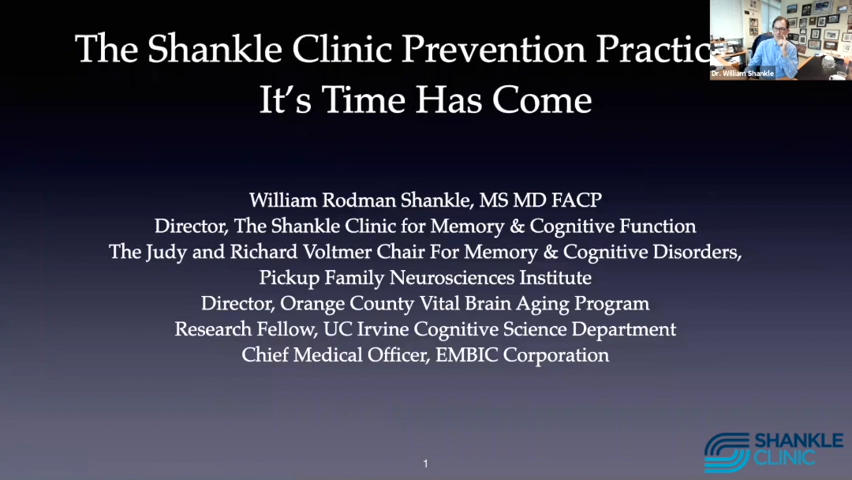 The Shankle Clinic Prevention
It's Time Has Come
Dr. William Shankle
William Rodman Shankle, MS MD FACP
Director, The Shankle Clinic for Memory & Cognitive Function
The Judy and Richard Voltmer Chair For Memory & Cognitive Disorders,
Pickup Family Neurosciences Institute
Director, Orange County Vital Brain Aging Program
Research Fellow, UC Irvine Cognitive Science Department
Chief Medical Officer, EMBIC Corporation
1
SHANKLE
CLINIC